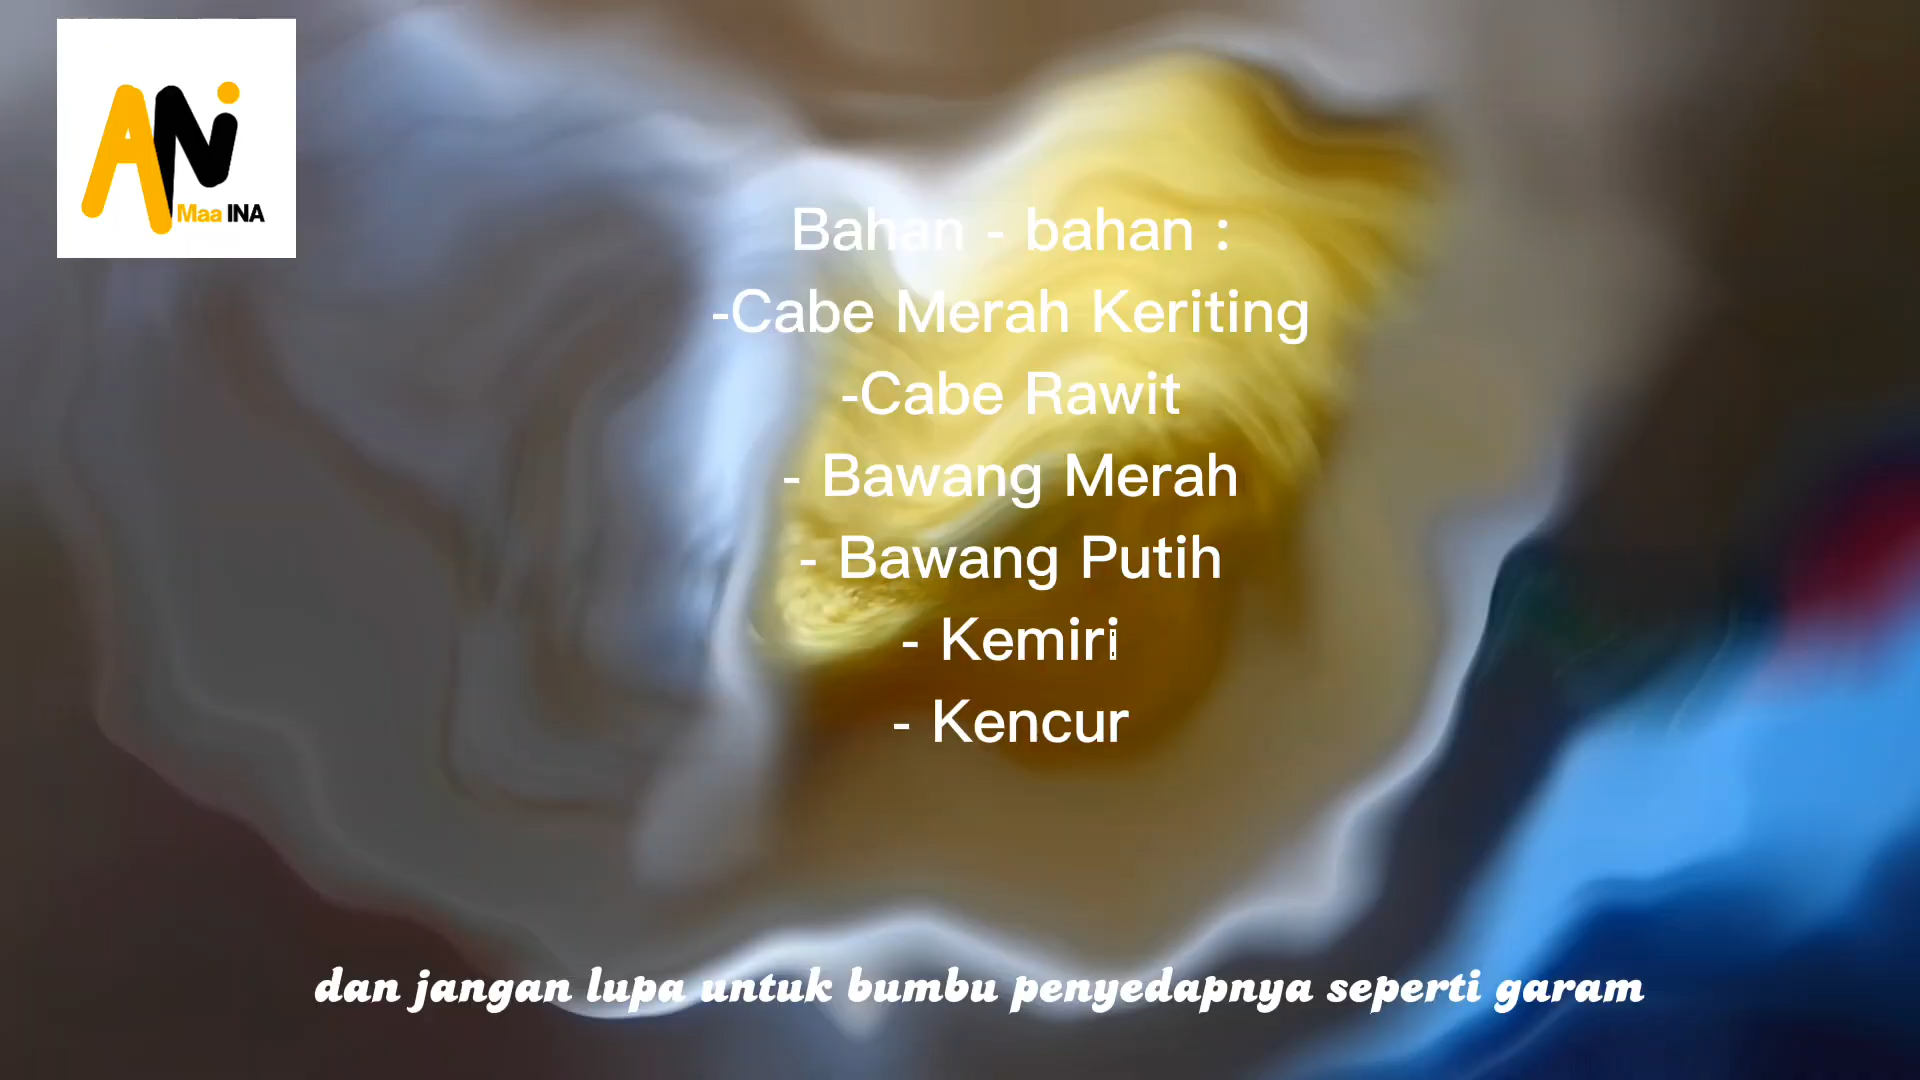 ANi
Maa INA
Bahan - bahan :
-Cabe Merah Keriting
-Cabe Rawit
- Bawang Merah
- Bawang Putih
- Kemiri
- Kencur
dan jangan lupa untuk bumbu penyedapnya seperti garam